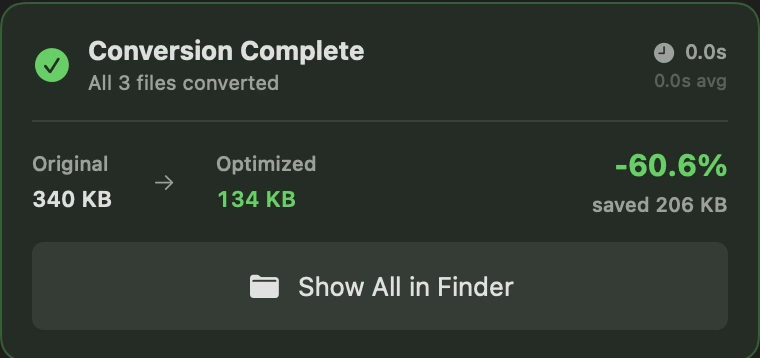 Conversion Complete
All 3 files converted
0.0s
0.0s avg
Original
340 KB
→
Optimized
134 KB
-60.6%
saved 206 KB
Show All in Finder